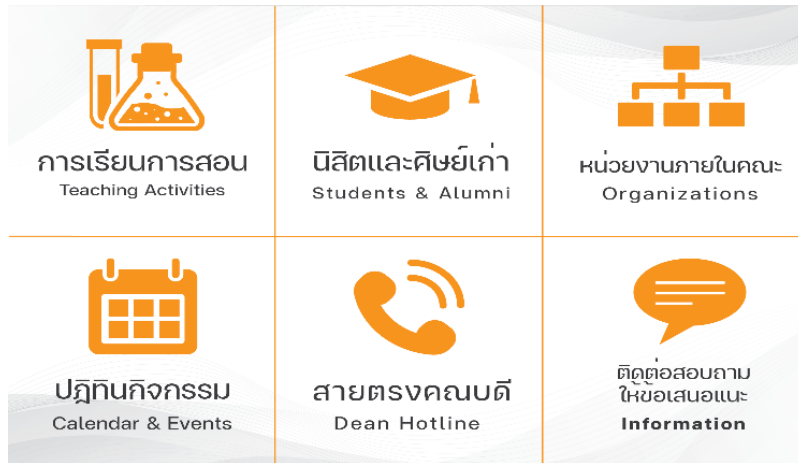 การเรียนการสอน
Teaching Activities
นิสิตและศิษย์เก่า
Students & Alumni
หน่วยงานภายในคณะ
Organizations
ปฏิทินกิจกรรม
Calendar & Events
สายตรงคณบดี
Dean Hotline
ติดต่อสอบถาม
ให้ข้อเสนอแนะ
Information